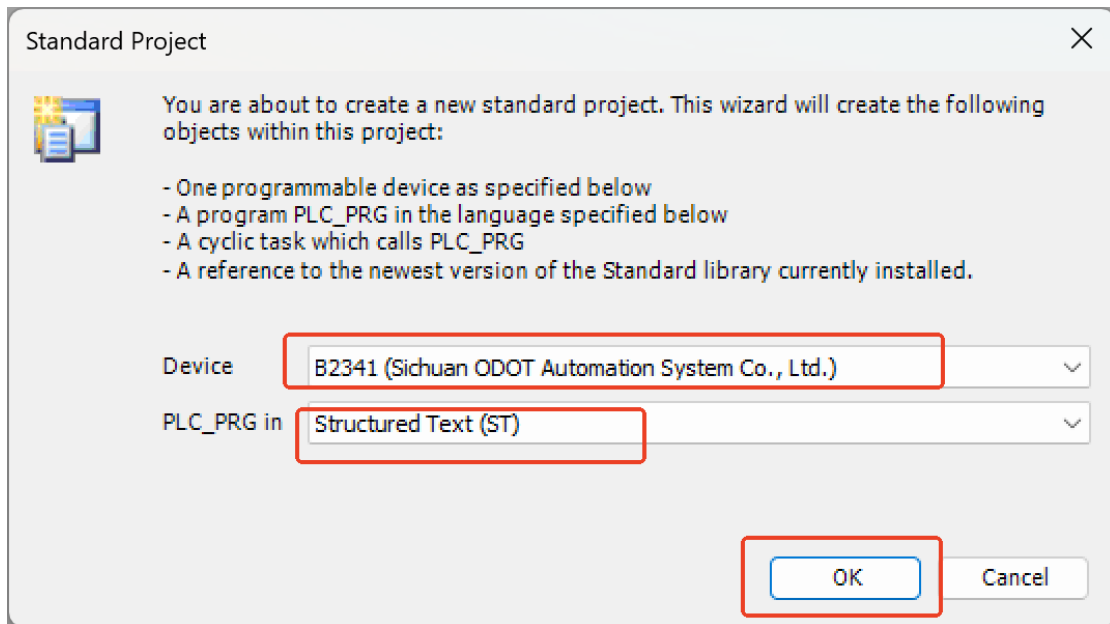 Standard Project
You are about to create a new standard project. This wizard will create the following
objects within this project:
- One programmable device as specified below
- A program PLC_PRG in the language specified below
- A cyclic task which calls PLC_PRG
- A reference to the newest version of the Standard library currently installed.
Device B2341 (Sichuan ODOT Automation System Co., Ltd.)
PLC_PRG in Structured Text (ST)
OK Cancel